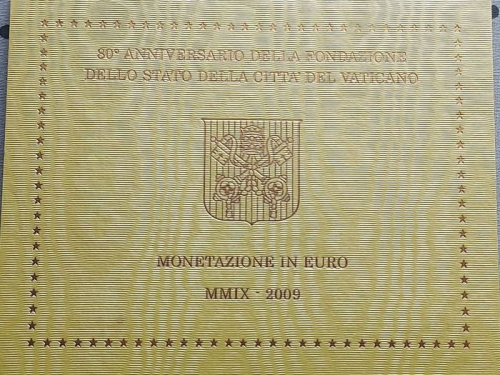 80° ANNIVERSARIO DELLA FONDAZIONE
DELLO STATO DELLA CITTA' DEL VATICANO
MONETAZIONE IN EURO
MMIX - 2009